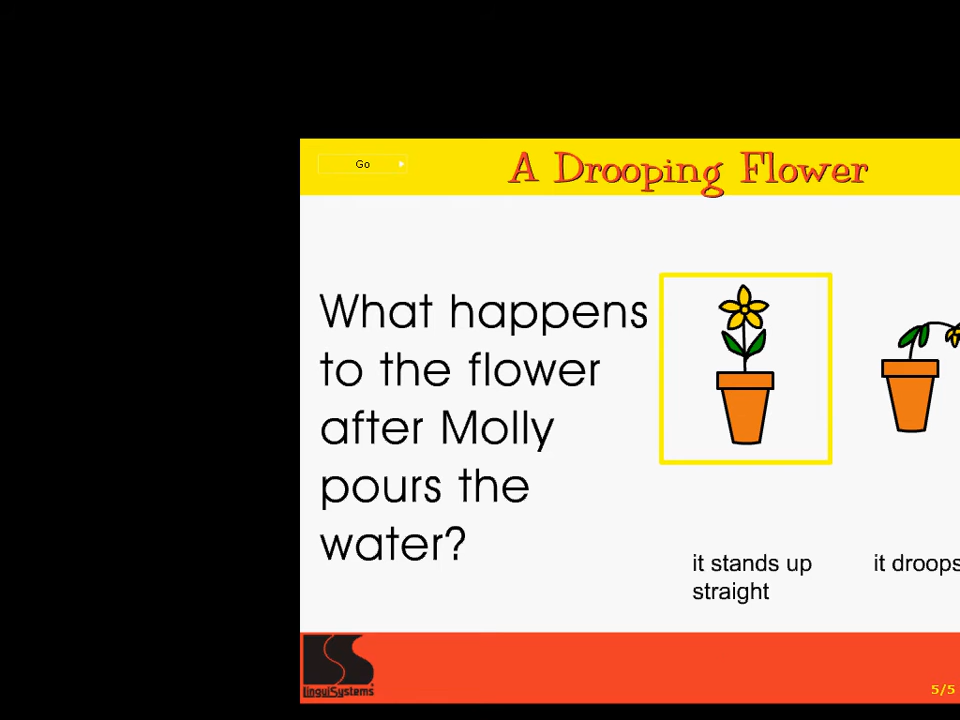 Go
A Drooping Flower
What happens
to the flower
after Molly
pours the
water?
it stands up
straight
it droops
LinguiSystems
5/5